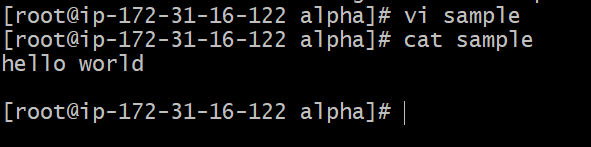 [root@ip-172-31-16-122 alpha]# vi sample
[root@ip-172-31-16-122 alpha]# cat sample
hello world
[root@ip-172-31-16-122 alpha]#